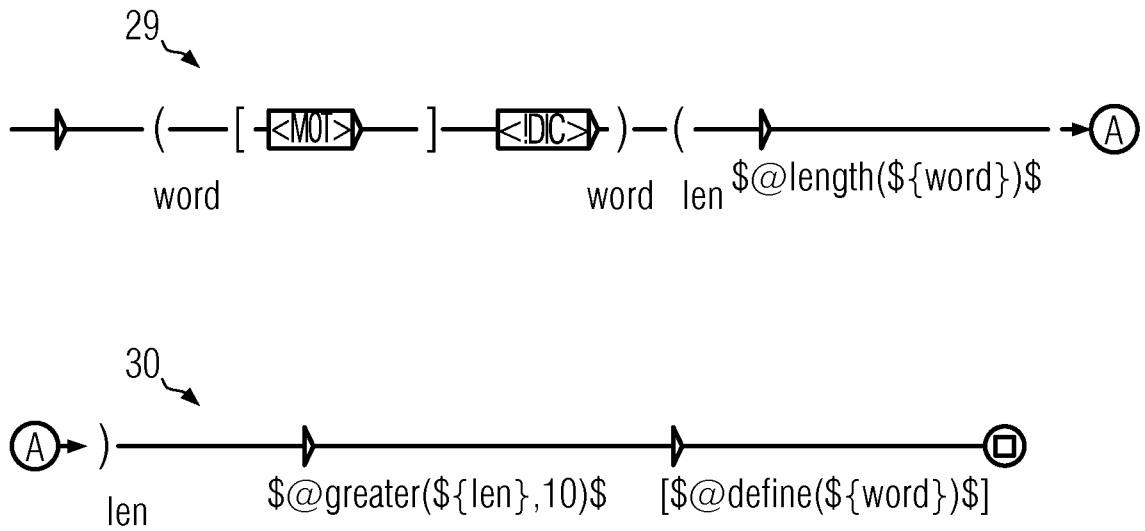 29
( [ <MOT> ] <!DIC> ) ( A
word word len $@length(${word})$
30
A )
len $@greater(${len},10)$ [$@define(${word})$]